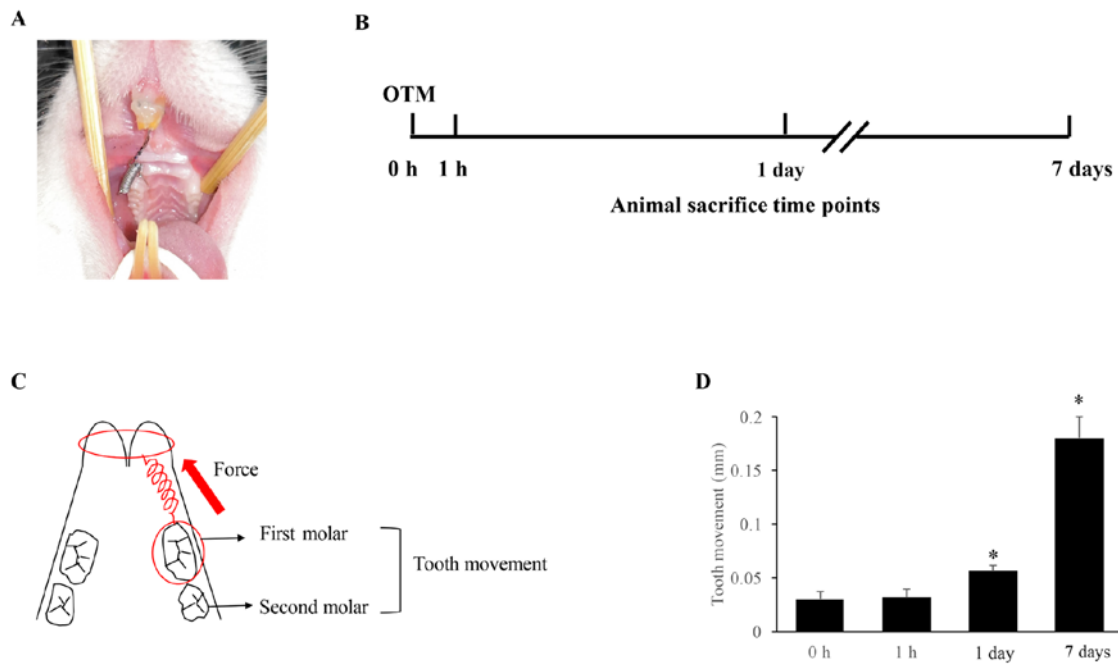 A
B
OTM
0 h
1 h
1 day
7 days
Animal sacrifice time points
C
Force
First molar
Tooth movement
Second molar
D
Tooth movement (mm)
0.2
0.15
0.1
0.05
0
*
*
0 h
1 h
1 day
7 days